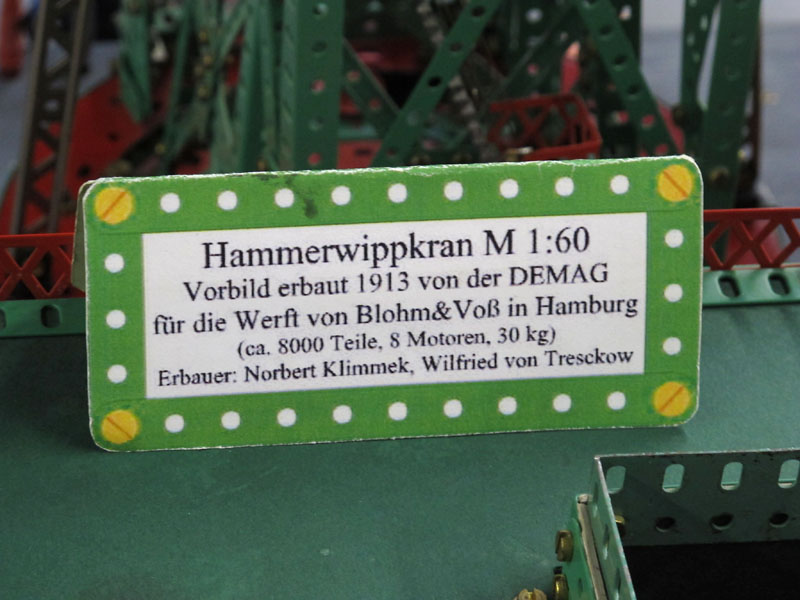 Hammerwippkran M 1:60
Vorbild erbaut 1913 von der DEMAG
für die Werft von Blohm&Voß in Hamburg
(ca. 8000 Teile, 8 Motoren, 30 kg)
Erbauer: Norbert Klimmek, Wilfried von Tresckow